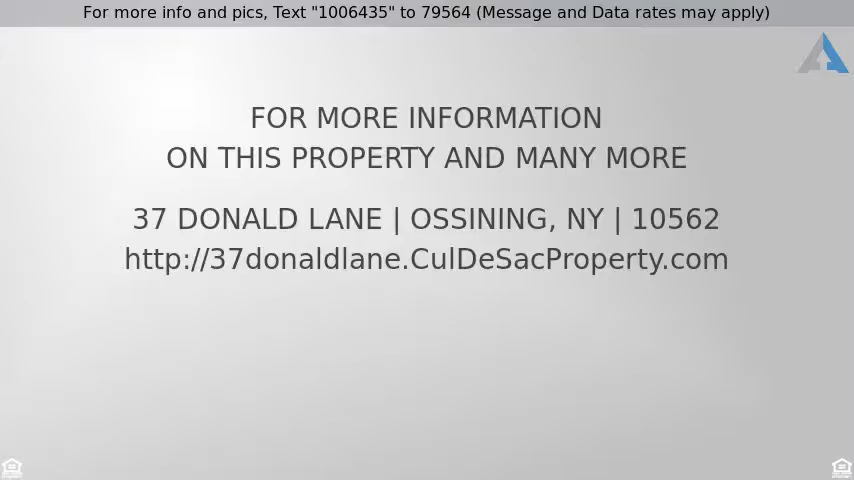 For more info and pics, Text "1006435" to 79564 (Message and Data rates may apply)
FOR MORE INFORMATION
ON THIS PROPERTY AND MANY MORE
37 DONALD LANE | OSSINING, NY | 10562
http://37donaldlane.CulDeSacProperty.com